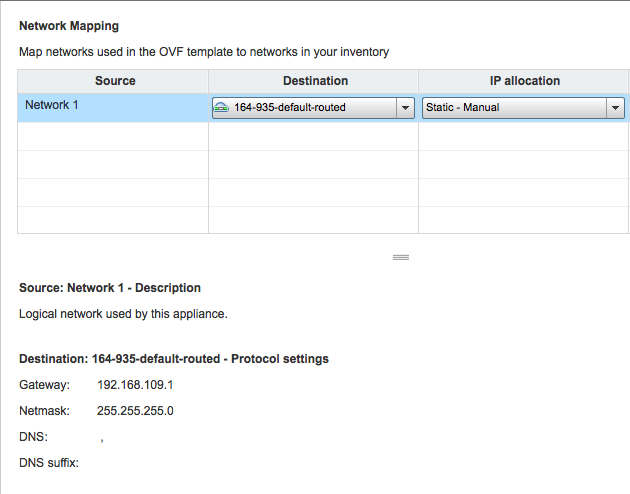 Network Mapping
Map networks used in the OVF template to networks in your inventory
Source Destination IP allocation
Network 1 164-935-default-routed Static - Manual
Source: Network 1 - Description
Logical network used by this appliance.
Destination: 164-935-default-routed - Protocol settings
Gateway: 192.168.109.1
Netmask: 255.255.255.0
DNS: ,
DNS suffix: